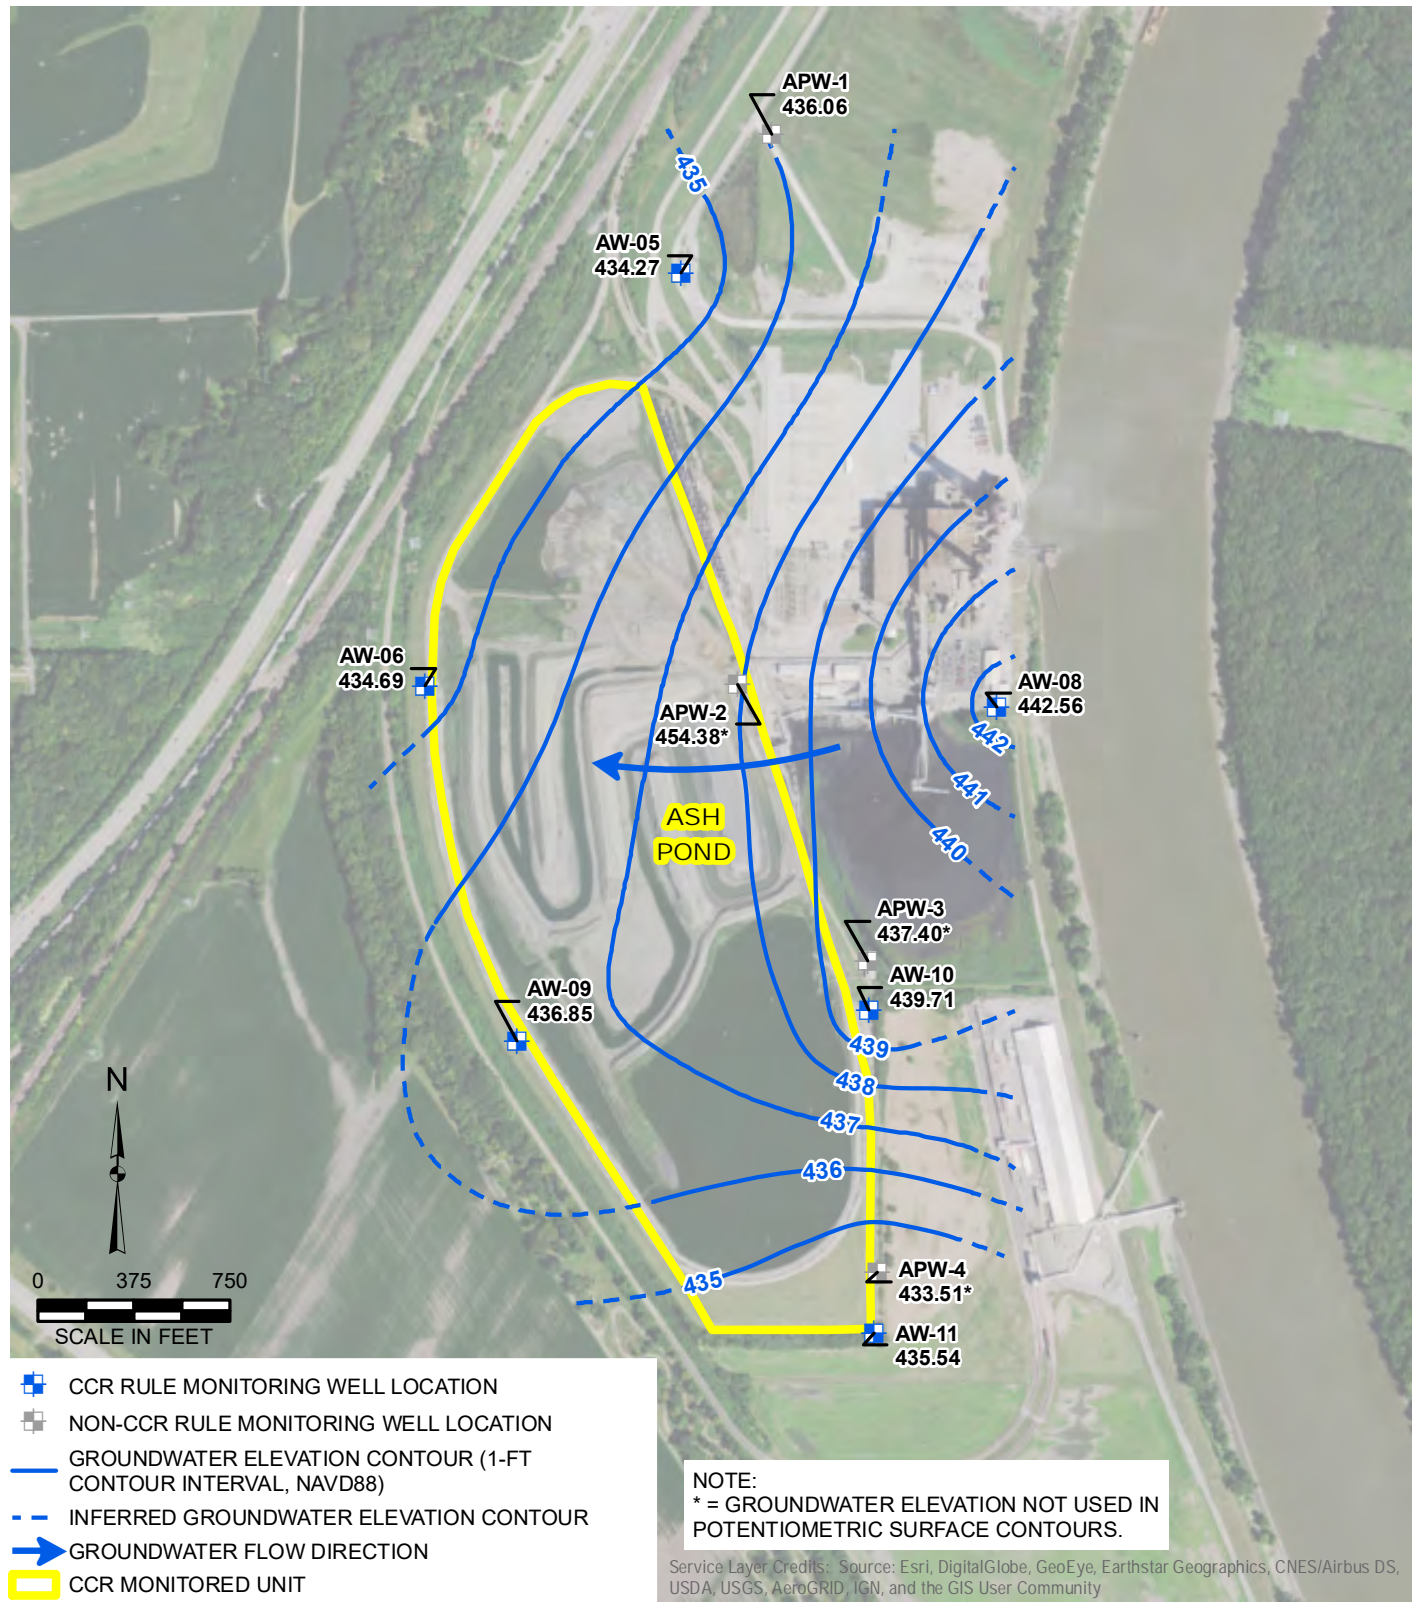 APW-1
436.06
435
AW-05
434.27
AW-06
434.69
APW-2
454.38*
AW-08
442.56
442
441
440
ASH
POND
APW-3
437.40*
AW-10
439.71
AW-09
436.85
439
438
437
436
435
APW-4
433.51*
AW-11
435.54
N
0 375 750
SCALE IN FEET
CCR RULE MONITORING WELL LOCATION
NON-CCR RULE MONITORING WELL LOCATION
GROUNDWATER ELEVATION CONTOUR (1-FT
CONTOUR INTERVAL, NAVD88)
INFERRED GROUNDWATER ELEVATION CONTOUR
GROUNDWATER FLOW DIRECTION
CCR MONITORED UNIT
NOTE:
* = GROUNDWATER ELEVATION NOT USED IN
POTENTIOMETRIC SURFACE CONTOURS.
Service Layer Credits: Source: Esri, DigitalGlobe, GeoEye, Earthstar Geographics, CNES/Airbus DS,
USDA, USGS, AeroGRID, IGN, and the GIS User Community